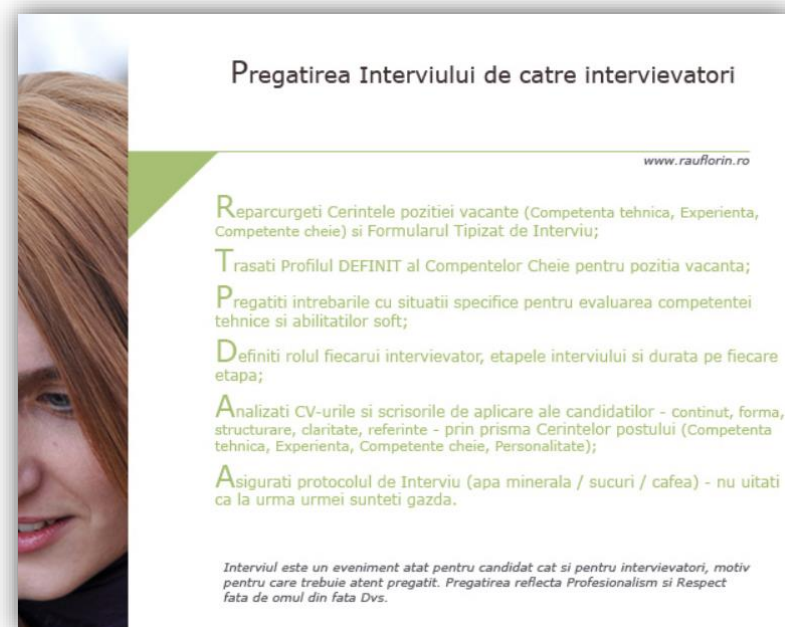 Pregatirea Interviului de catre intervievatori
www.rauflorin.ro
Reparcurgeti Cerintele pozitiei vacante (Competenta tehnica, Experienta,
Competente cheie) si Formularul Tipizat de Interviu;
Trasati Profilul DEFINIT al Compentelor Cheie pentru pozitia vacanta;
Pregatiti intrebarile cu situatii specifice pentru evaluarea competentei
tehnice si abilitatilor soft;
Definiti rolul fiecarui intervievator, etapele interviului si durata pe fiecare
etapa;
Analizati CV-urile si scrisorile de aplicare ale candidatilor - continut, forma,
structurare, claritate, referinte - prin prisma Cerintelor postului (Competenta
tehnica, Experienta, Competente cheie, Personalitate);
Asigurati protocolul de Interviu (apa minerala / sucuri / cafea) - nu uitati
ca la urma urmei sunteti gazda.
Interviul este un eveniment atat pentru candidat cat si pentru intervievatori, motiv
pentru care trebuie atent pregatit. Pregatirea reflecta Profesionalism si Respect
fata de omul din fata Dvs.